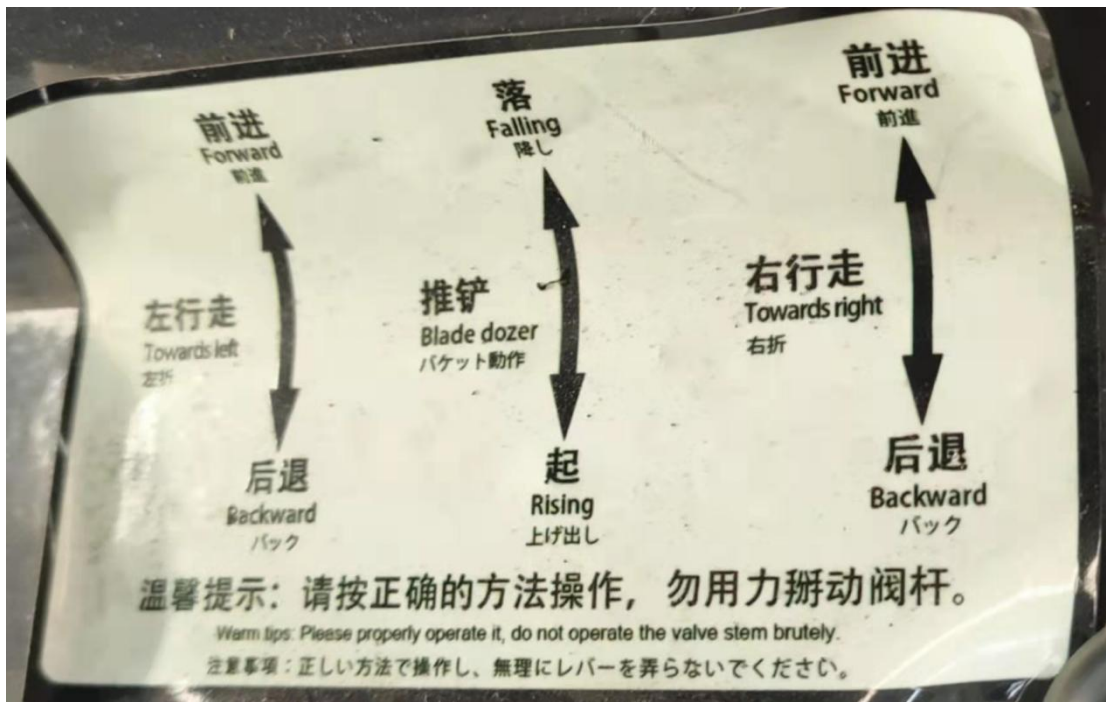 前进
Forward
前進
左行走
Towards left
左折
后退
Backward
バック
落
Falling
降し
推铲
Blade dozer
バケット動作
起
Rising
上げ出し
前进
Forward
前進
右行走
Towards right
右折
后退
Backward
バック
温馨提示：请按正确的方法操作，勿用力掰动阀杆。
Warm tips: Please properly operate it, do not operate the valve stem brutely.
注意事項：正しい方法で操作し、無理にレバーを弄らないでください。